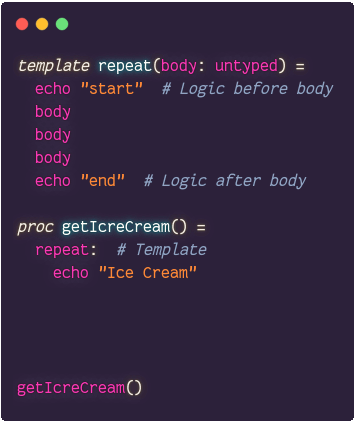 template repeat(body: untyped) =
  echo "start"  # Logic before body
  body
  body
  body
  echo "end"  # Logic after body

proc getIcreCream() =
  repeat:  # Template
    echo "Ice Cream"

getIcreCream()